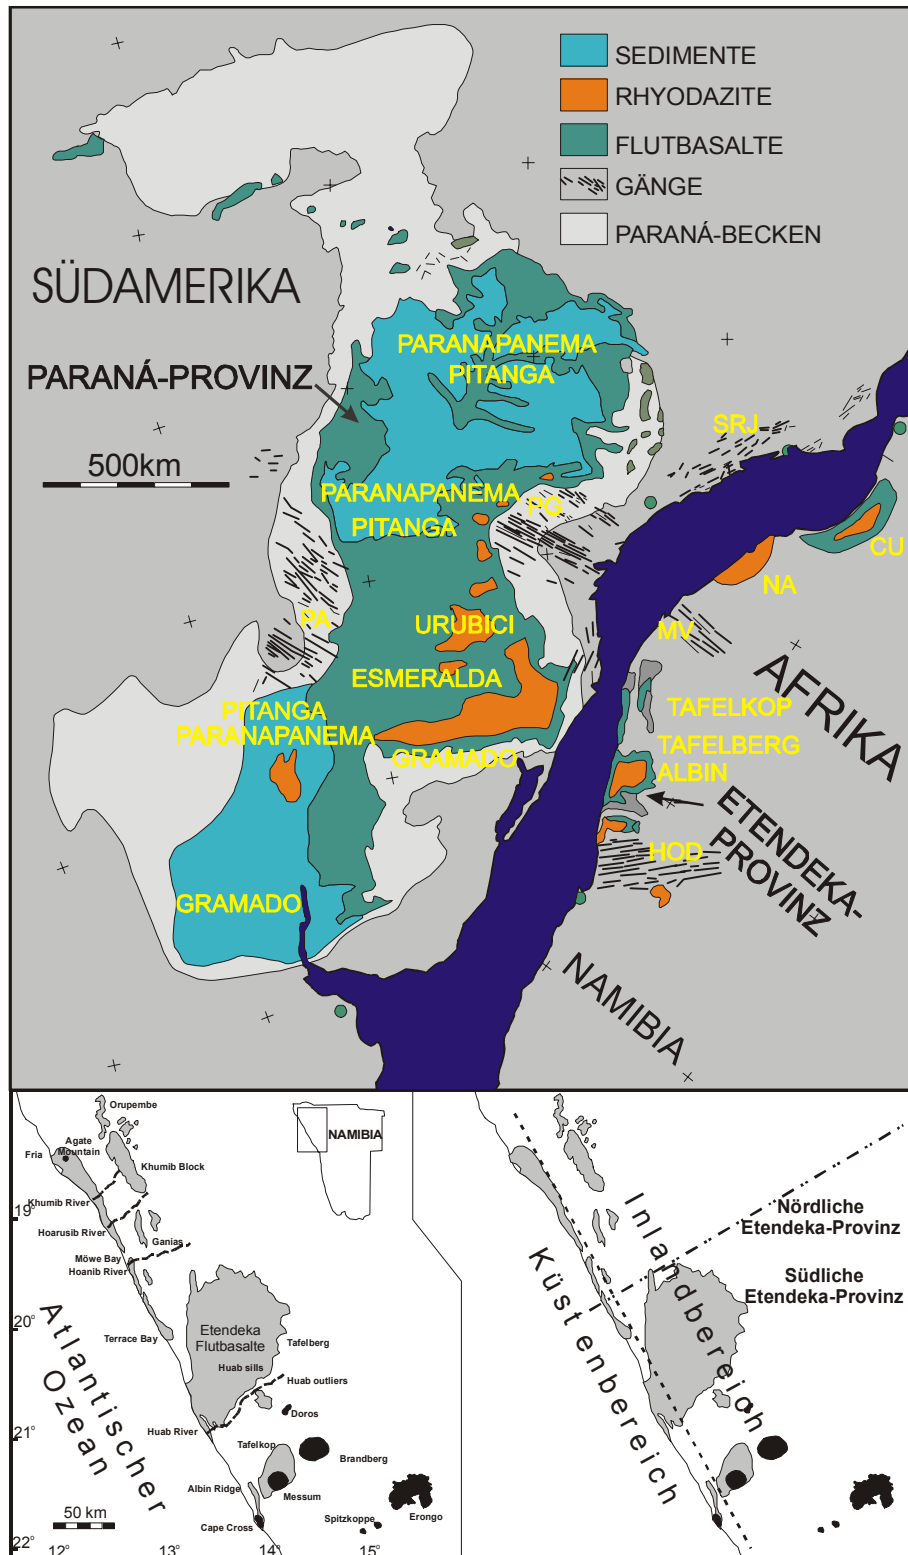 SEDIMENTE
RHYODAZITE
FLUTBASALTE
GÄNGE
PARANÁ-BECKEN
SÜDAMERIKA
PARANÁ-PROVINZ
500km
PARANAPANEMA
PITANGA
SRJ
PARANAPANEMA
PG
PITANGA
CU
NA
PA
URUBICI
MV
AFRIKA
ESMERALDA
PITANGA
PARANAPANEMA
TAFELKOP
GRAMADO
TAFELBERG
ALBIN
ETENDEKA-
PROVINZ
HOD
GRAMADO
NAMIBIA
Orupembe
NAMIBIA
Agate
Mountain
Fria
Khumib Block
Khumib River
19°
Hoarusib River
Ganias
Möwe Bay
Hoanib River
Atlantischer
Ozean
20°
Terrace Bay
Etendeka
Flutbasalte
Tafelberg
Huab sills
Huab outliers
Doros
Huab River
21°
Tafelkop
Brandberg
Albin Ridge
Messum
50 km
Cape Cross
Spitzkoppe
Erongo
22°
12°
13°
14°
15°
Inlandbereich
Küstenbereich
Nördliche
Etendeka-Provinz
Südliche
Etendeka-Provinz